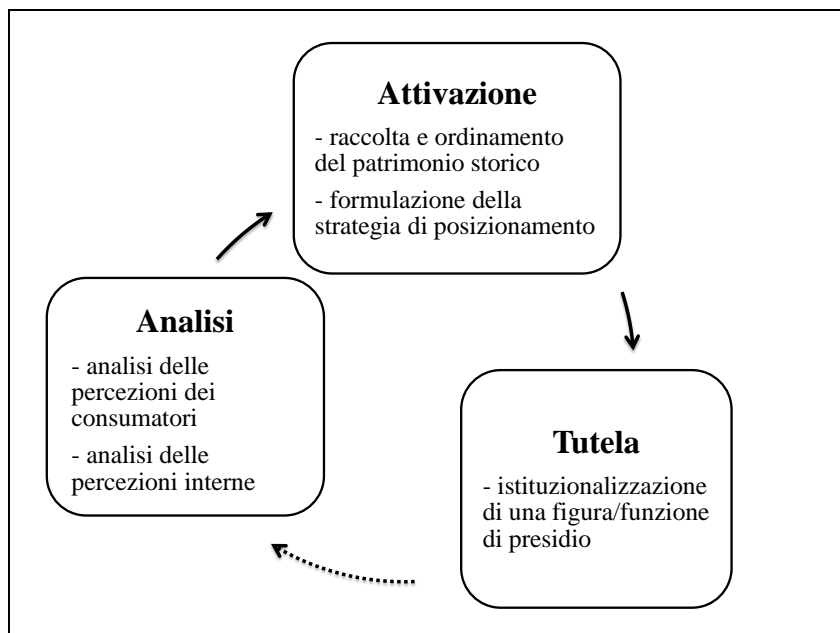 Attivazione
- raccolta e ordinamento
del patrimonio storico
- formulazione della
strategia di posizionamento
Analisi
- analisi delle
percezioni dei
consumatori
- analisi delle
percezioni interne
Tutela
- istituzionalizzazione
di una figura/funzione
di presidio